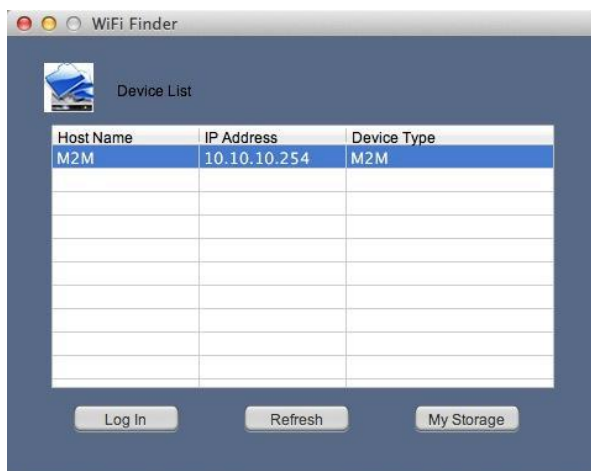 WiFi Finder
Device List
Host Name IP Address Device Type
M2M 10.10.10.254 M2M
Log In Refresh My Storage